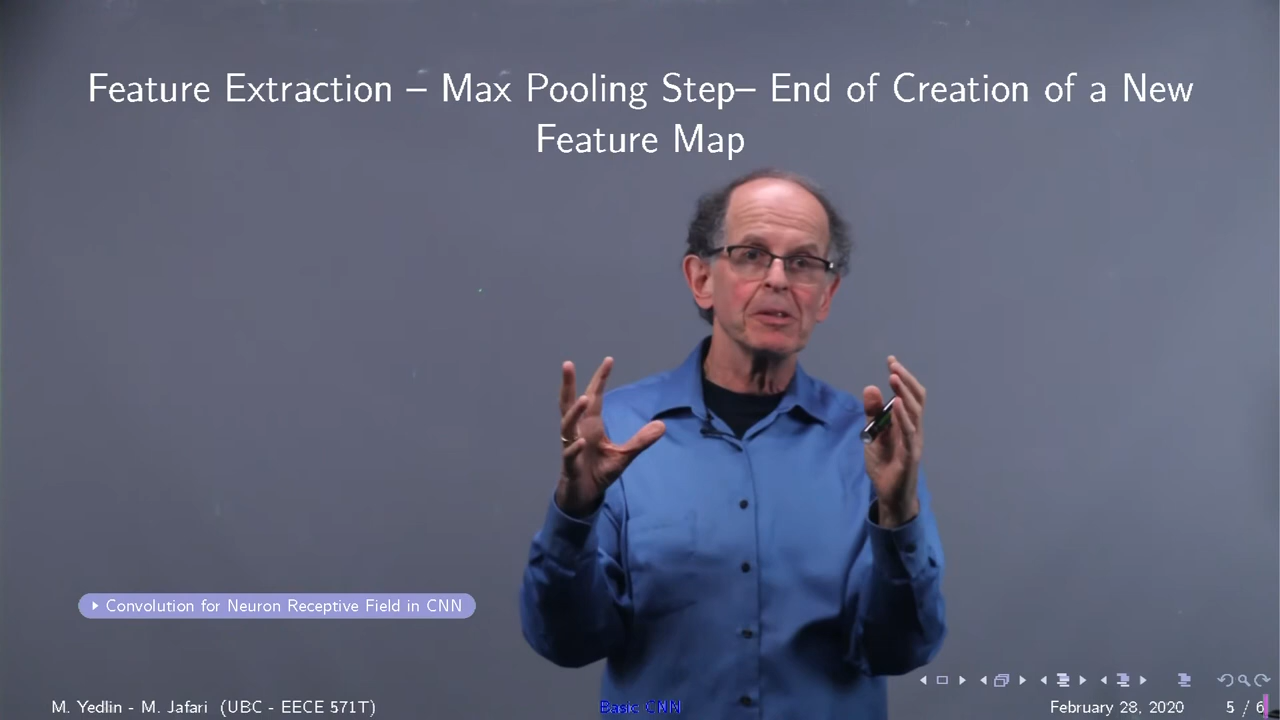 Feature Extraction – Max Pooling Step– End of Creation of a New
Feature Map
Convolution for Neuron Receptive Field in CNN
M. Yedlin - M. Jafari (UBC - EECE 571T)
Basic CNN
February 28, 2020
5 / 6